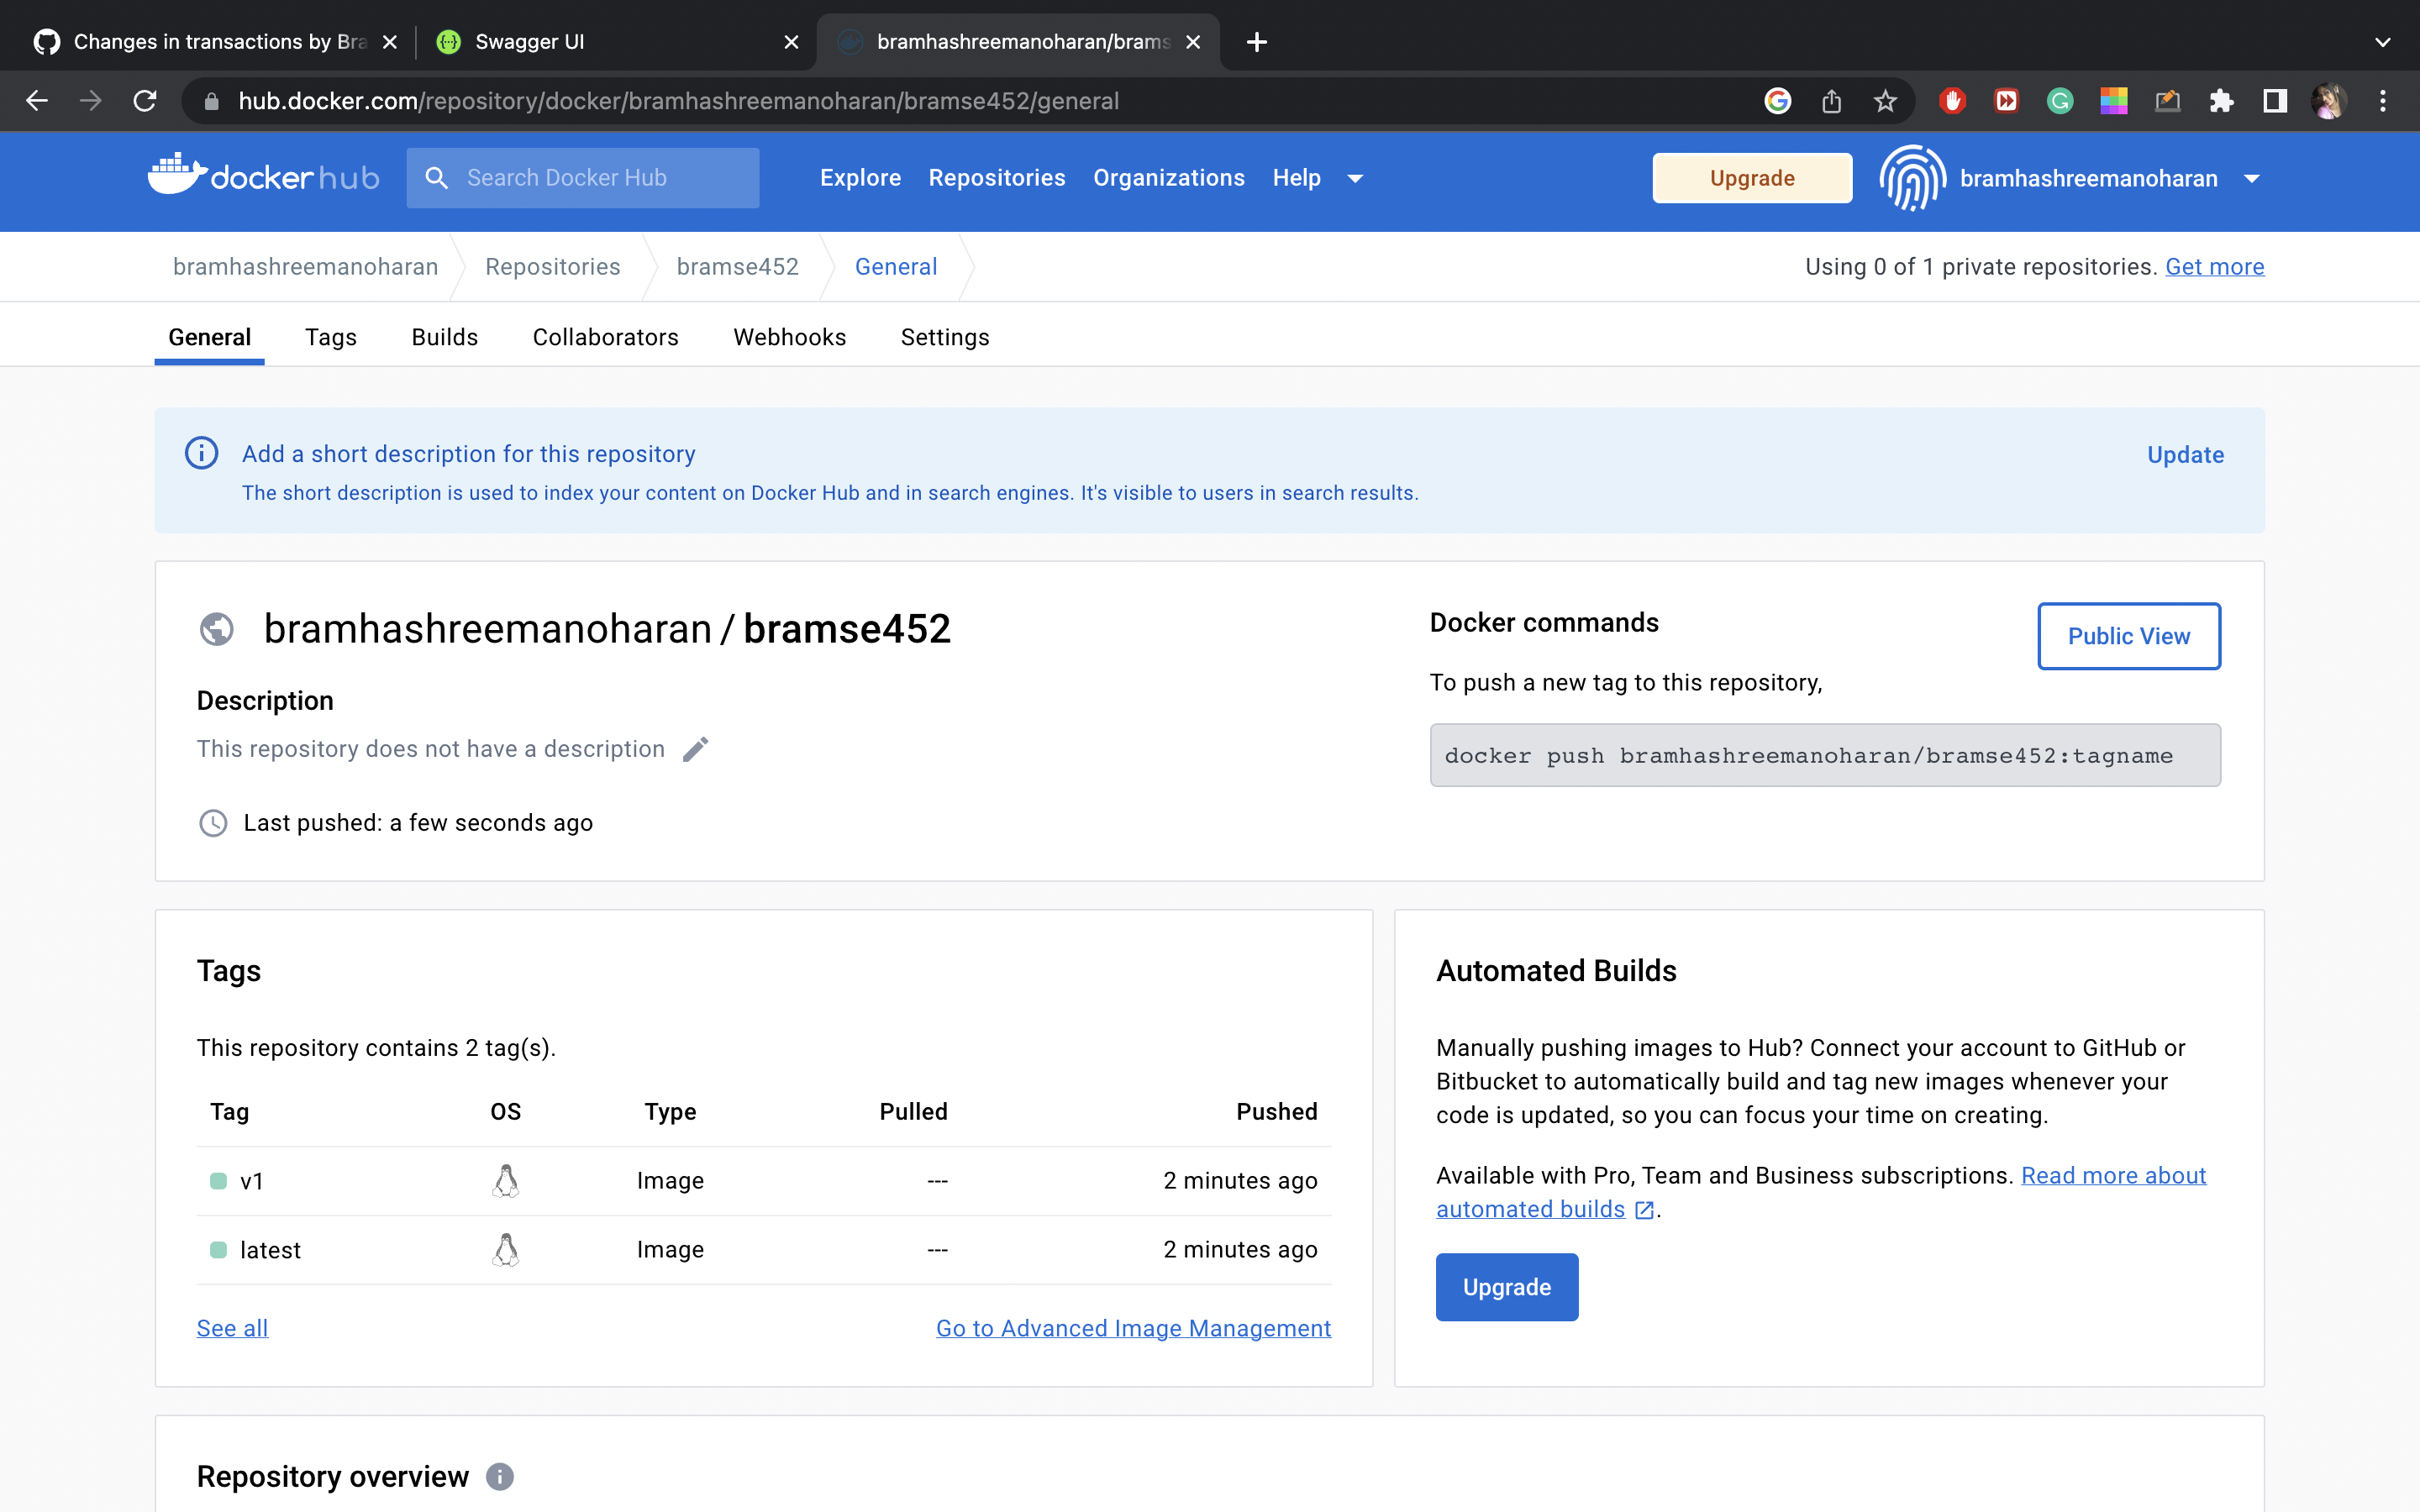 Changes in transactions by Bra
Swagger UI
bramhashreemanoharan/brams
hub.docker.com/repository/docker/bramhashreemanoharan/bramse452/general
dockerhub
Search Docker Hub
Explore
Repositories
Organizations
Help
Upgrade
bramhashreemanoharan
bramhashreemanoharan
Repositories
bramse452
General
Using 0 of 1 private repositories. Get more
General
Tags
Builds
Collaborators
Webhooks
Settings
Add a short description for this repository
Update
The short description is used to index your content on Docker Hub and in search engines. It's visible to users in search results.
bramhashreemanoharan / bramse452
Description
This repository does not have a description
Last pushed: a few seconds ago
Docker commands
Public View
To push a new tag to this repository,
docker push bramhashreemanoharan/bramse452:tagname
Tags
This repository contains 2 tag(s).
Tag OS Type Pulled Pushed
v1 Image --- 2 minutes ago
latest Image --- 2 minutes ago
See all
Go to Advanced Image Management
Automated Builds
Manually pushing images to Hub? Connect your account to GitHub or
Bitbucket to automatically build and tag new images whenever your
code is updated, so you can focus your time on creating.
Available with Pro, Team and Business subscriptions. Read more about
automated builds .
Upgrade
Repository overview